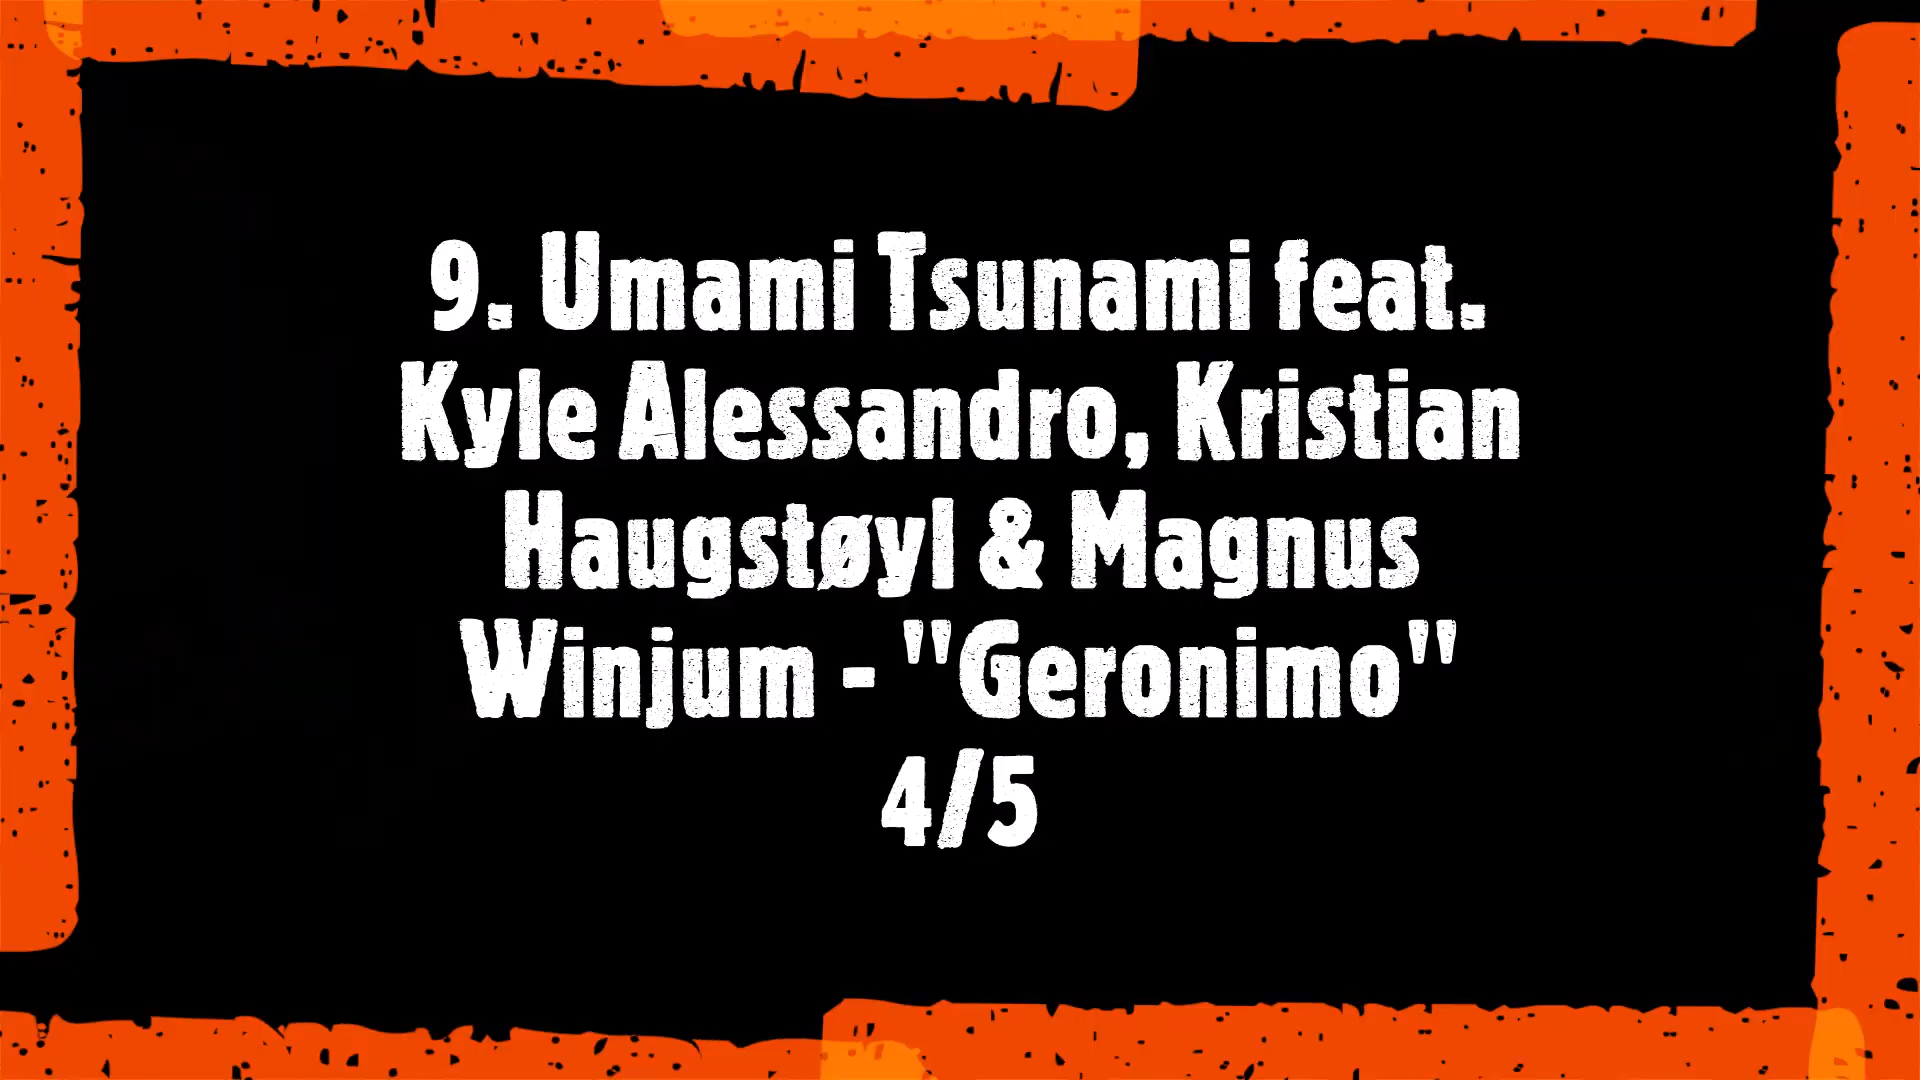 9. Umami Tsunami feat.
Kyle Alessandro, Kristian
Haugstøyl & Magnus
Winjum - "Geronimo"
4/5